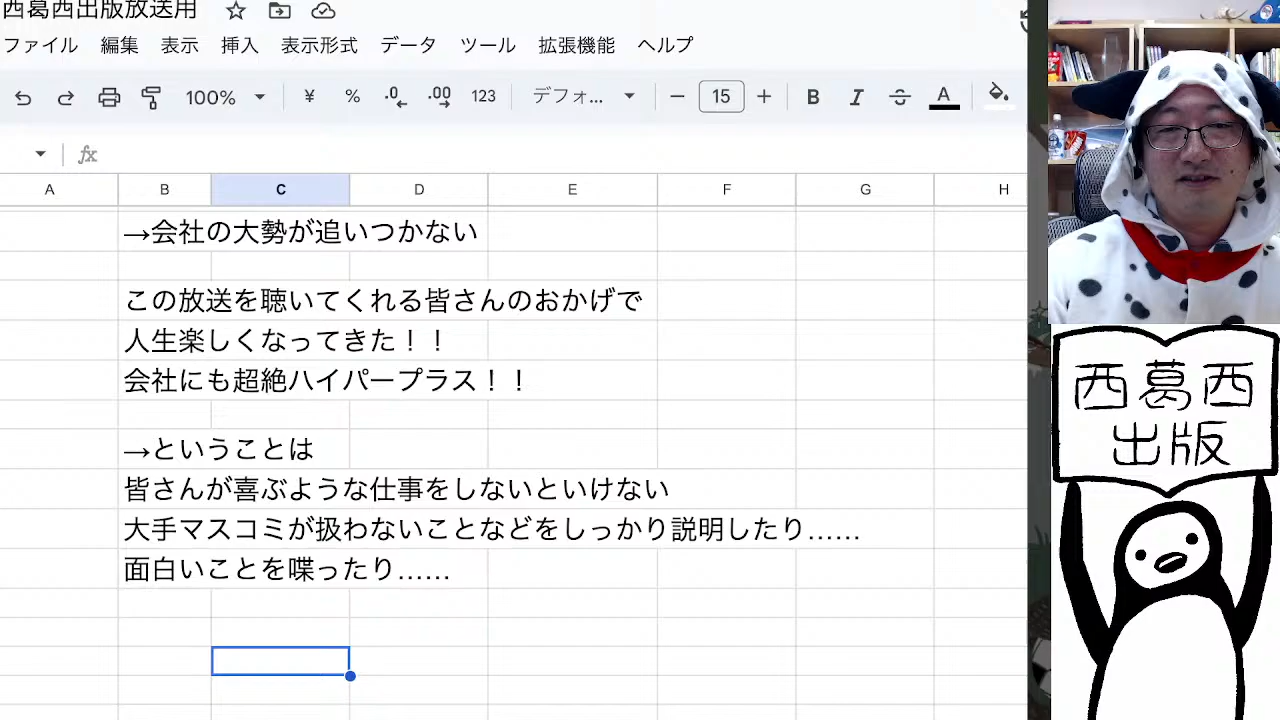 西葛西出版放送用
ファイル 編集 表示 挿入 表示形式 データ ツール 拡張機能 ヘルプ
100% ¥ % .0 .00 123 デフォ... 15 B I S A
fx
A B C D E F G H
→会社の大勢が追いつかない
この放送を聴いてくれる皆さんのおかげで
人生楽しくなってきた！！
会社にも超絶ハイパープラス！！
→ということは
皆さんが喜ぶような仕事をしないといけない
大手マスコミが扱わないことなどをしっかり説明したり……
面白いことを喋ったり……
西葛西
出版